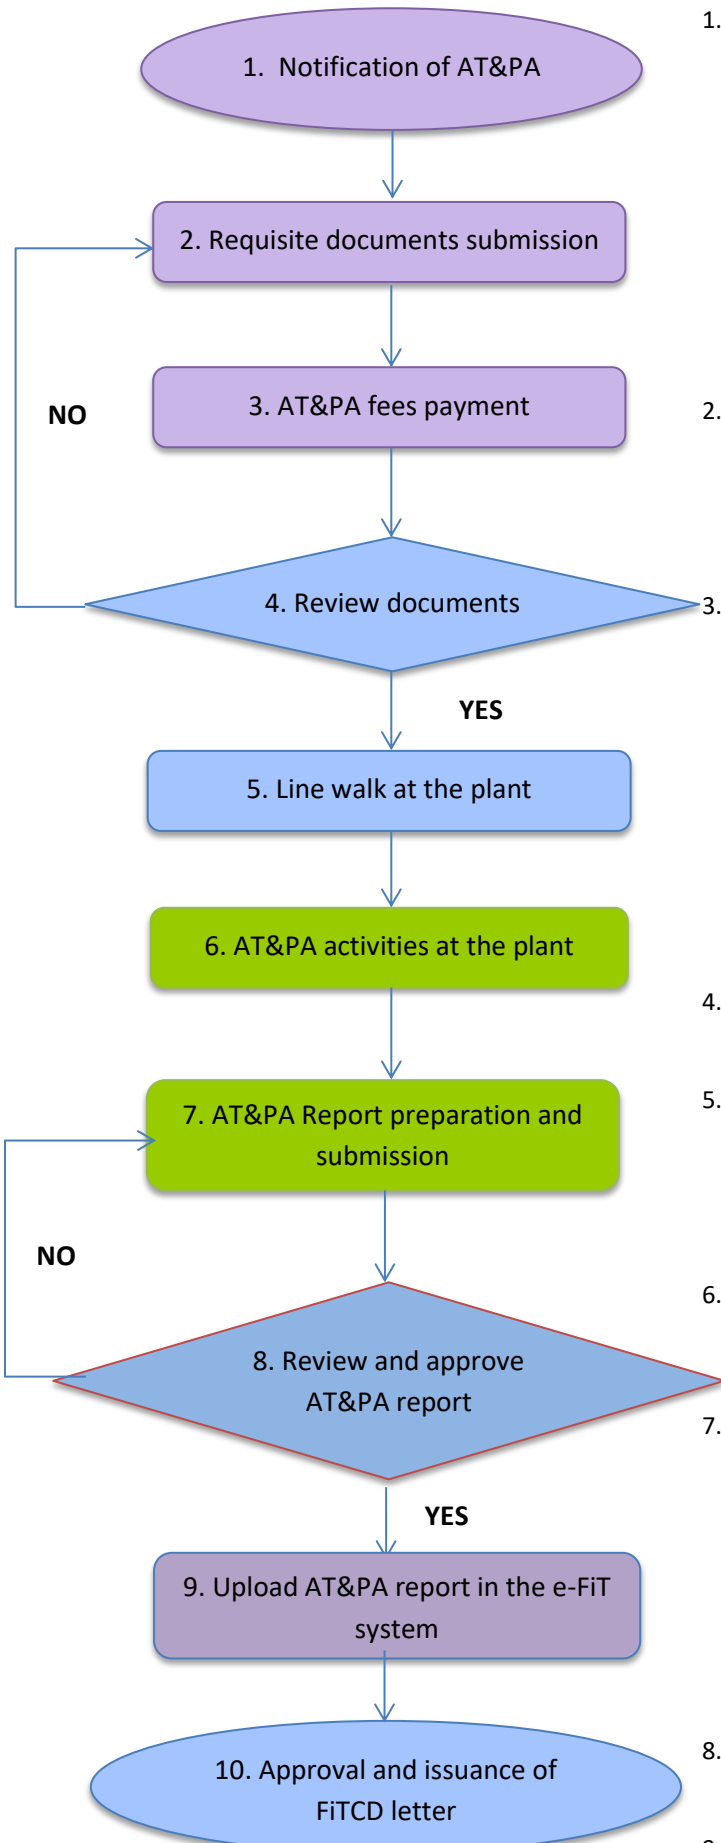 1.
1. Notification of AT&PA
2. Requisite documents submission
NO
3. AT&PA fees payment
2.
4. Review documents
3.
YES
5. Line walk at the plant
6. AT&PA activities at the plant
4.
5.
7. AT&PA Report preparation and
submission
NO
6.
8. Review and approve
AT&PA report
7.
YES
9. Upload AT&PA report in the e-FiT
system
8.
10. Approval and issuance of
FiTCD letter